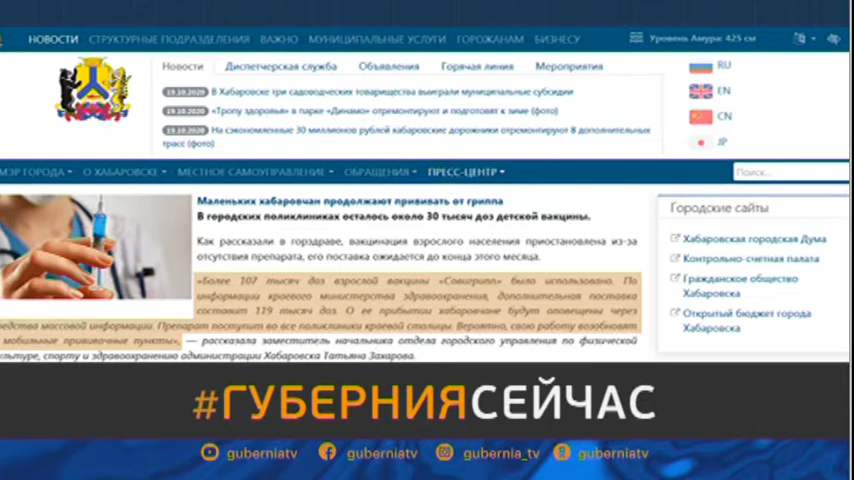 НОВОСТИ СТРУКТУРНЫЕ ПОДРАЗДЕЛЕНИЯ ВАЖНО МУНИЦИПАЛЬНЫЕ УСЛУГИ ГОРОЖАНАМ БИЗНЕСУ Уровень Амура: 425 см
Новости Диспетчерская служба Объявления Горячая линия Мероприятия
19.10.2020 В Хабаровске три садоводческих товарищества выиграли муниципальные субсидии
19.10.2020 «Тропу здоровья» в парке «Динамо» отремонтируют и подготовят к зиме (фото)
19.10.2020 На сэкономленные 30 миллионов рублей хабаровские дорожники отремонтируют 8 дополнительных
трасс (фото)
RU
EN
CN
JP
МЭР ГОРОДА О ХАБАРОВСКЕ МЕСТНОЕ САМОУПРАВЛЕНИЕ ОБРАЩЕНИЯ ПРЕСС-ЦЕНТР Поиск...
Маленьких хабаровчан продолжают прививать от гриппа
В городских поликлиниках осталось около 30 тысяч доз детской вакцины.
Как рассказали в горздраве, вакцинация взрослого населения приостановлена из-за
отсутствия препарата, его поставка ожидается до конца этого месяца.
«Более 107 тысяч доз взрослой вакцины «Совигрипп» было использовано. По
информации краевого министерства здравоохранения, дополнительная поставка
составит 119 тысяч доз. О ее прибытии хабаровчане будут оповещены через
редства массовой информации. Препарат поступит во все поликлиники краевой столицы. Вероятно, свою работу возобновят
мобильные прививочные пункты», — рассказала заместитель начальника отдела городского управления по физической
ультуре, спорту и здравоохранению администрации Хабаровска Татьяна Захарова.
Городские сайты
Хабаровская городская Дума
Контрольно-счетная палата
Гражданское общество
Хабаровска
Открытый бюджет города
Хабаровска
#ГУБЕРНИЯСЕЙЧАС
guberniatv guberniatv gubernia_tv guberniatv